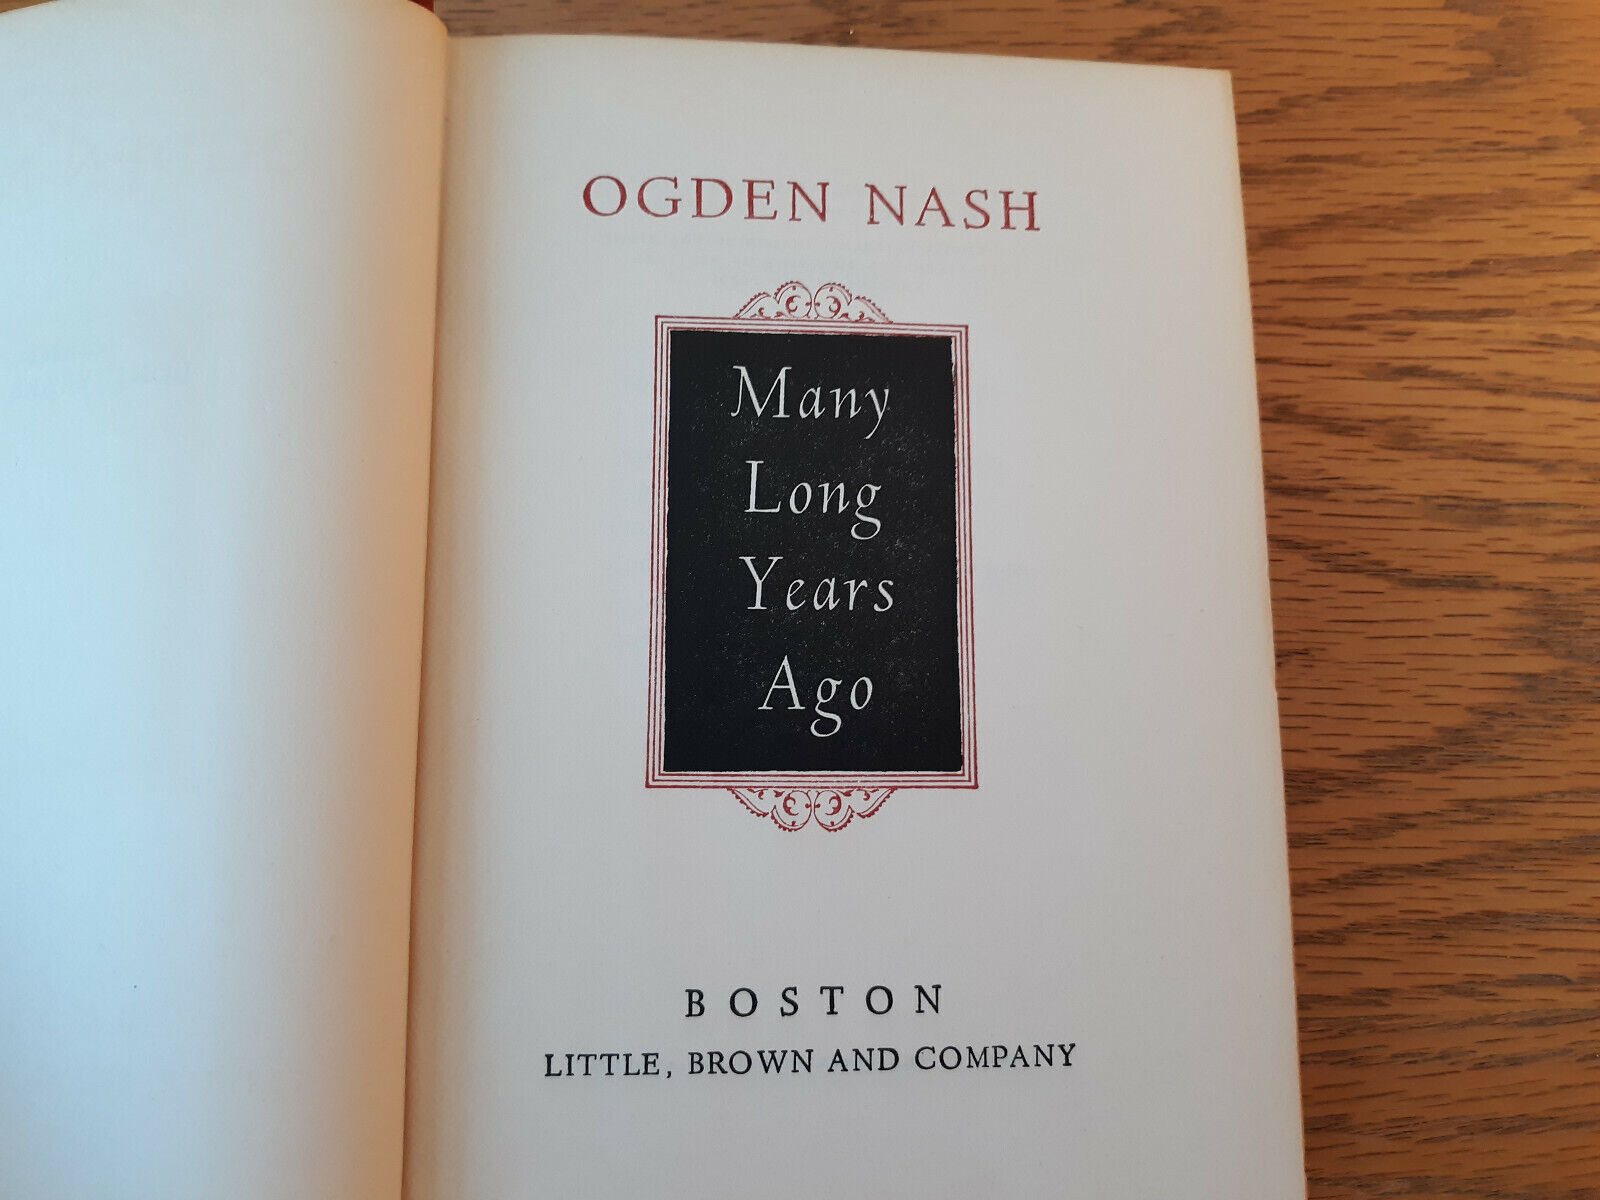 OGDEN NASH
Many
Long
Years
Ago
BOSTON
LITTLE, BROWN AND COMPANY